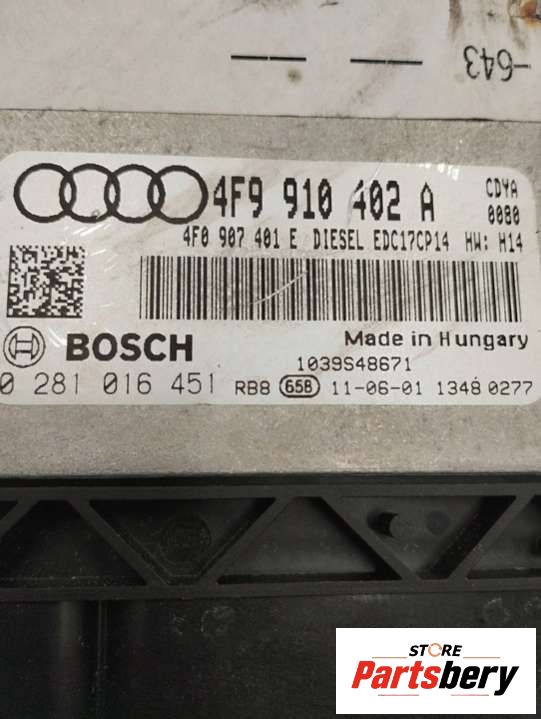 -643
4F9 910 402 A CDYA
0080
4F0 907 401 E DIESEL EDC17CP14 HW: H14
BOSCH Made in Hungary
1039S48671
0 281 016 451 RB8 658 11-06-01 1348 0277
STORE
Partsbery